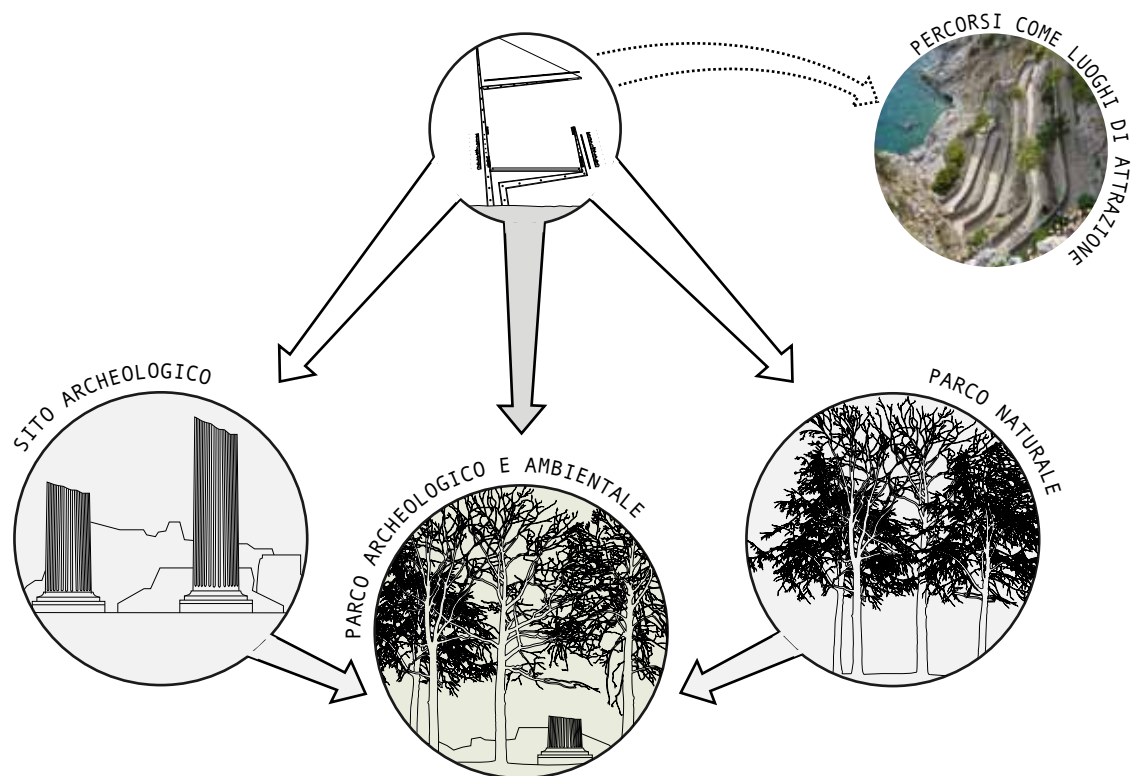 PERCORSI COME LUOGHI DI ATTRAZIONE
SITO ARCHEOLOGICO
PARCO ARCHEOLOGICO E AMBIENTALE
PARCO NATURALE